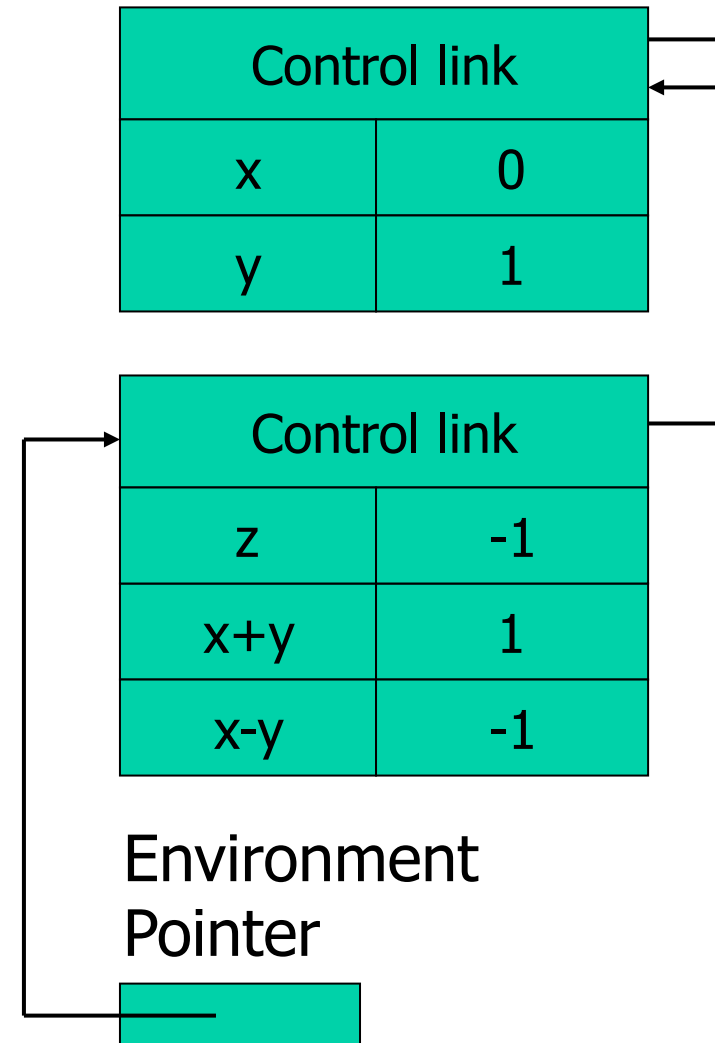 Control link
x 0
y 1
Control link
z -1
x+y 1
x-y -1
Environment
Pointer